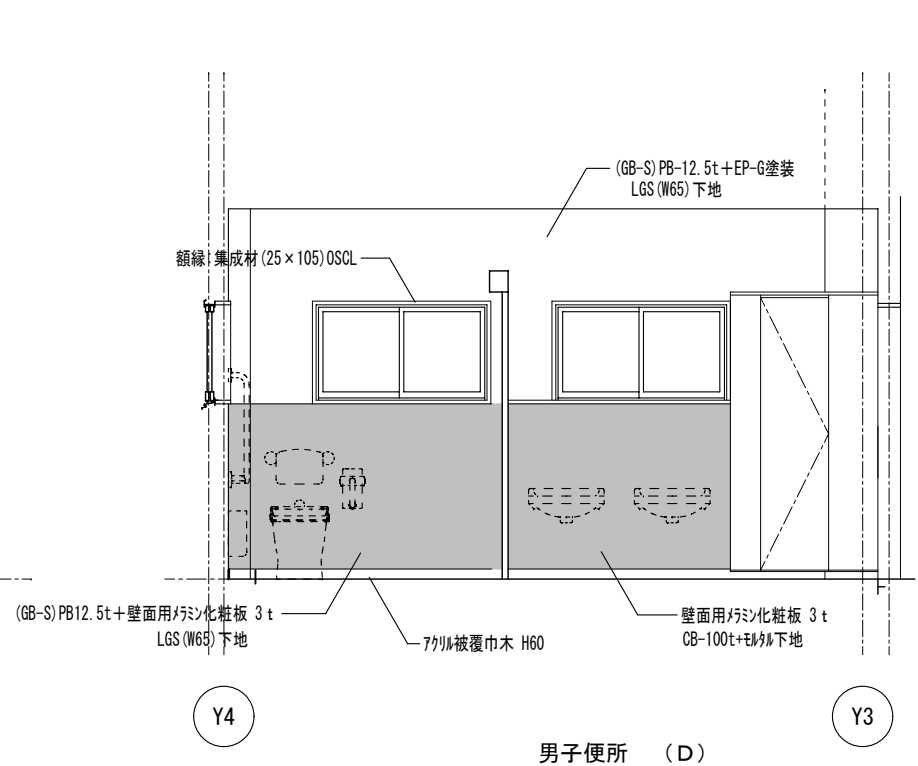 (GB-S)PB-12.5t＋EP-G塗装
LGS(W65)下地
額縁:集成材(25×105)OSCL
(GB-S)PB12.5t＋壁面用ﾒﾗﾐﾝ化粧板 3ｔ
LGS(W65)下地
ｱｸﾘﾙ被覆巾木 H60
壁面用ﾒﾗﾐﾝ化粧板 3ｔ
CB-100t+ﾓﾙﾀﾙ下地
Y4
Y3
男子便所　（Ｄ）